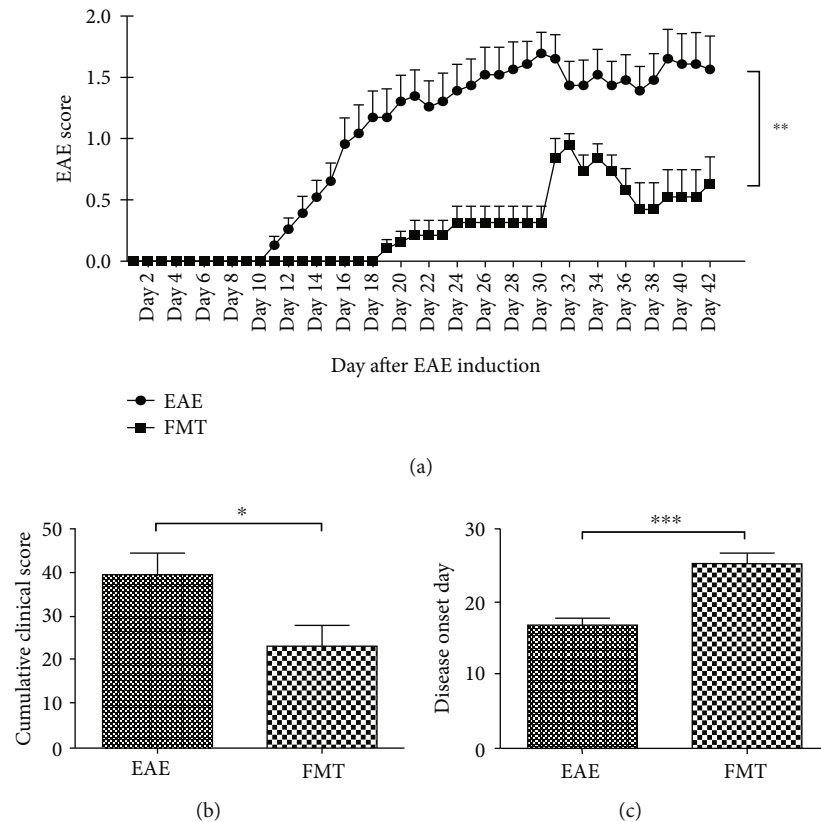 2.0
1.5
1.0
0.5
0.0
EAE score
**
Day 2
Day 4
Day 6
Day 8
Day 10
Day 12
Day 14
Day 16
Day 18
Day 20
Day 22
Day 24
Day 26
Day 28
Day 30
Day 32
Day 34
Day 36
Day 38
Day 40
Day 42
Day after EAE induction
EAE
FMT
(a)
50
40
30
20
10
0
Cumulative clinical score
*
EAE
FMT
(b)
30
20
10
0
Disease onset day
***
EAE
FMT
(c)